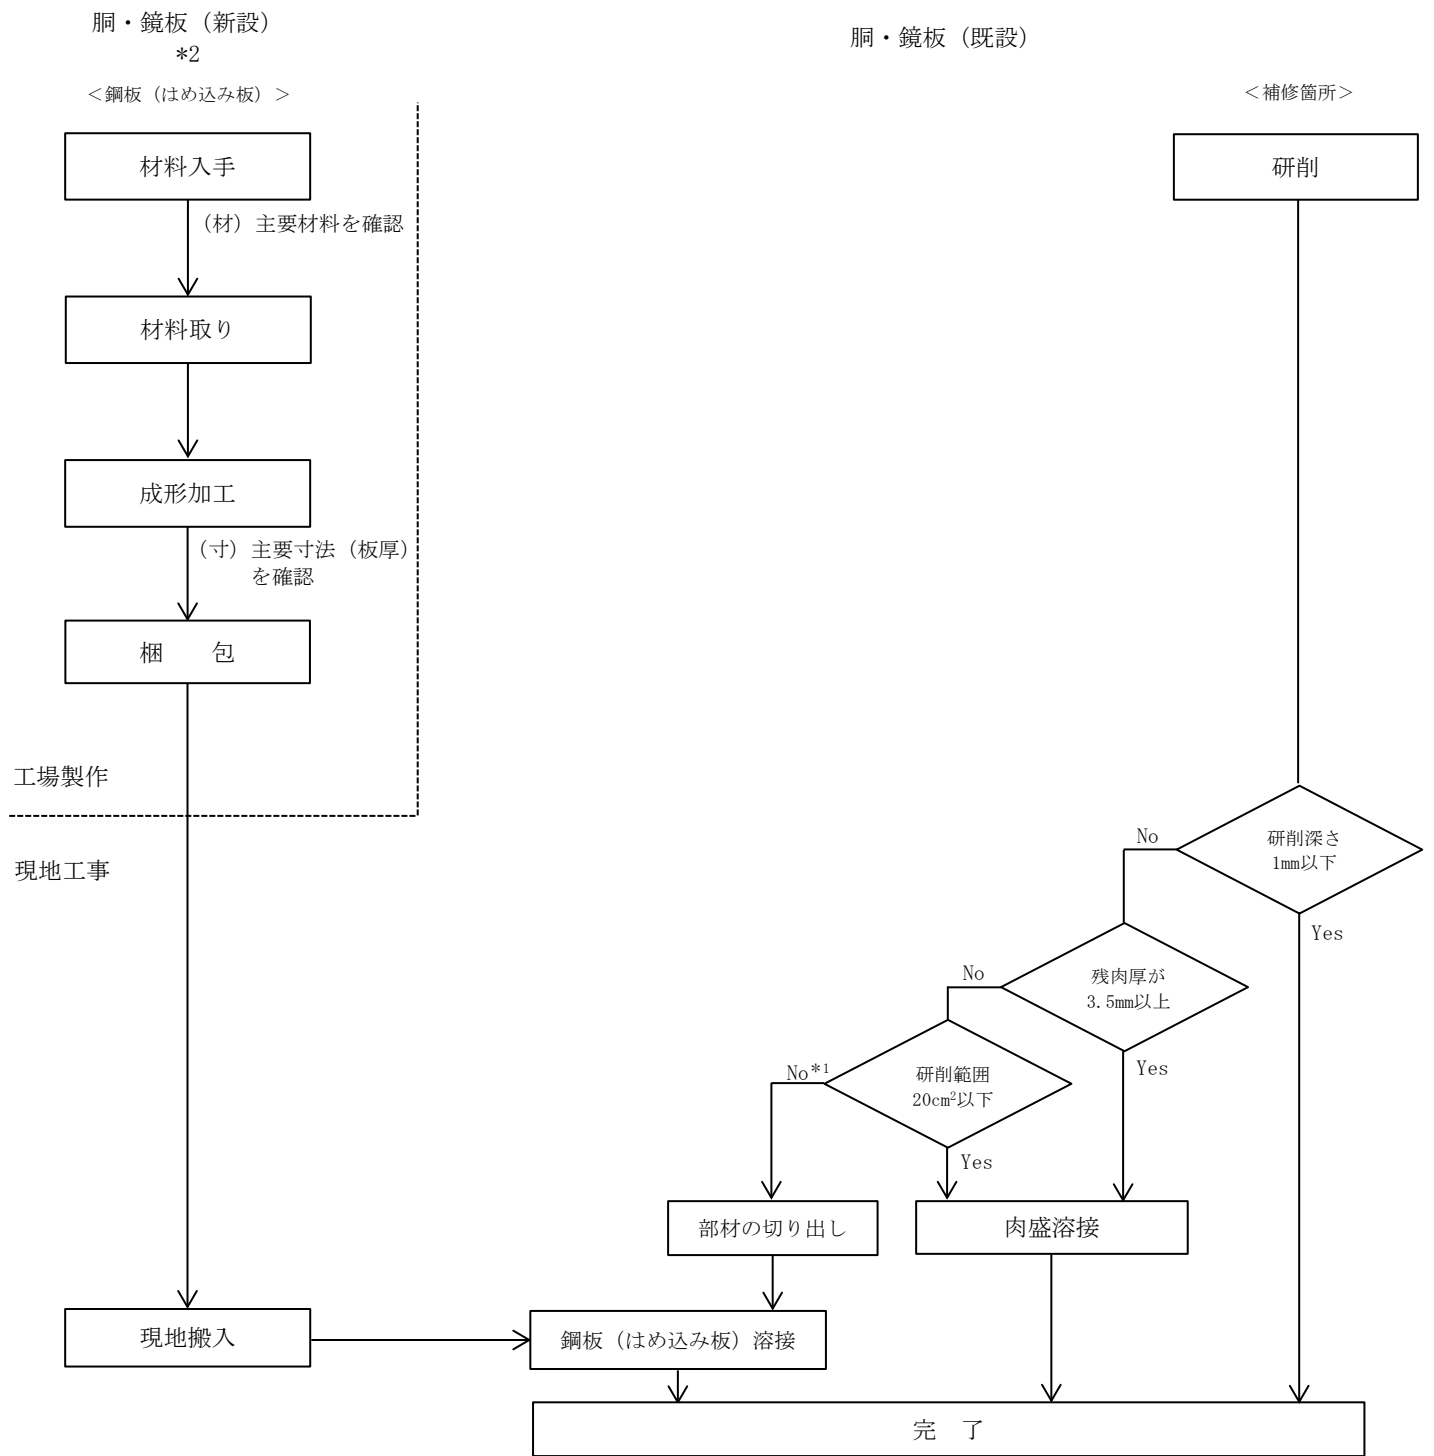 胴・鏡板（新設）
*2
＜鋼板（はめ込み板）＞
胴・鏡板（既設）
＜補修箇所＞
材料入手
（材）主要材料を確認
材料取り
成形加工
（寸）主要寸法（板厚）
を確認
梱　　包
工場製作
現地工事
研削
研削深さ
1mm以下
No
Yes
残肉厚が
3.5mm以上
No
Yes
研削範囲
20cm²以下
No*1
Yes
部材の切り出し
肉盛溶接
現地搬入
鋼板（はめ込み板）溶接
完　了